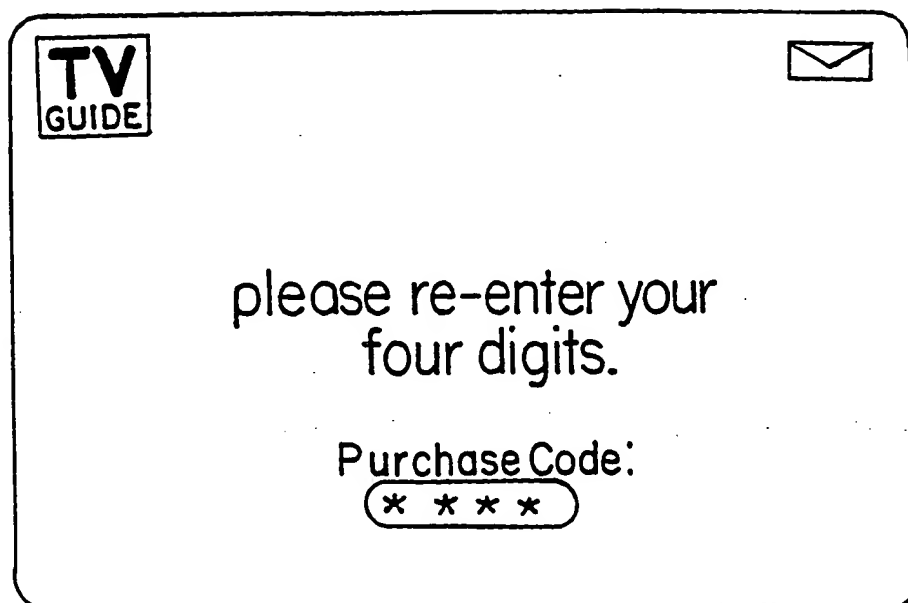 TV
GUIDE
please re-enter your
four digits.
Purchase Code:
* * * *